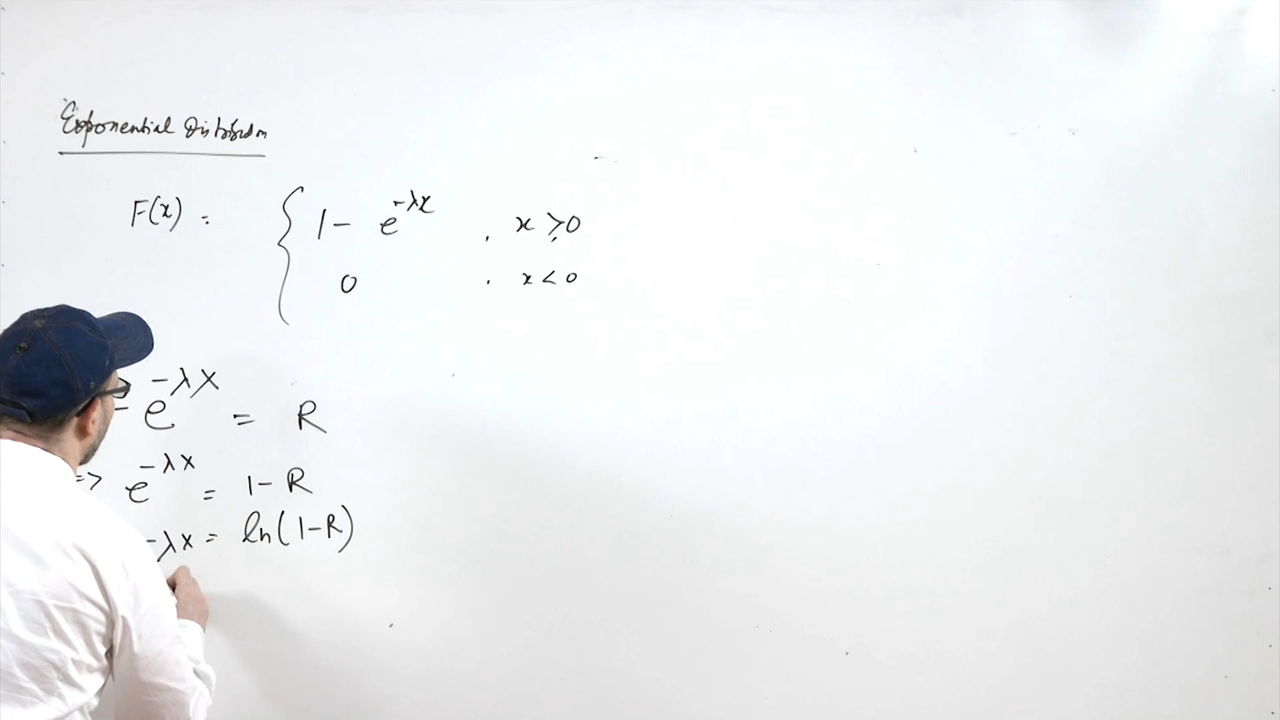 Exponential Distribution
F(x) = { 1 - e^{-λx} , x ≥ 0
0 , x < 0
- e^{-λX} = R
=> e^{-λx} = 1 - R
-λx = ln(1-R)